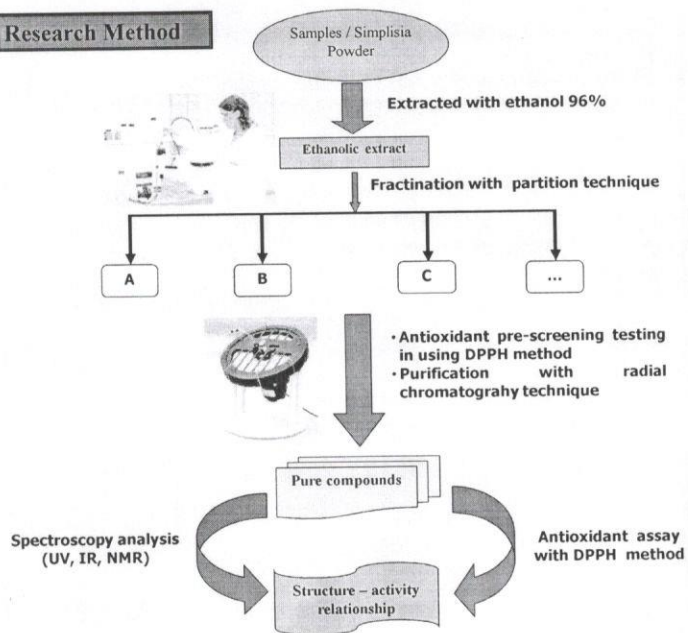 Research Method
Samples / Simplisia
Powder
Extracted with ethanol 96%
Ethanolic extract
Fractination with partition technique
A
B
C
...
•Antioxidant pre-screening testing
in using DPPH method
•Purification with radial
chromatograhy technique
Pure compounds
Spectroscopy analysis
(UV, IR, NMR)
Antioxidant assay
with DPPH method
Structure – activity
relationship